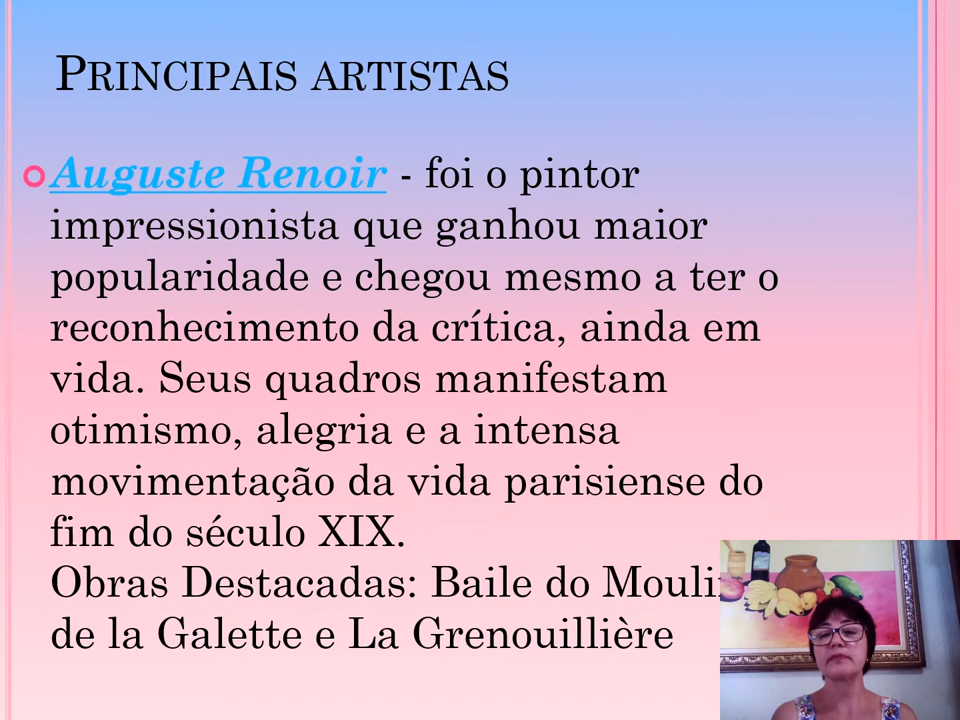 PRINCIPAIS ARTISTAS
Auguste Renoir - foi o pintor
impressionista que ganhou maior
popularidade e chegou mesmo a ter o
reconhecimento da crítica, ainda em
vida. Seus quadros manifestam
otimismo, alegria e a intensa
movimentação da vida parisiense do
fim do século XIX.
Obras Destacadas: Baile do
de la Galette e La Grenouillière